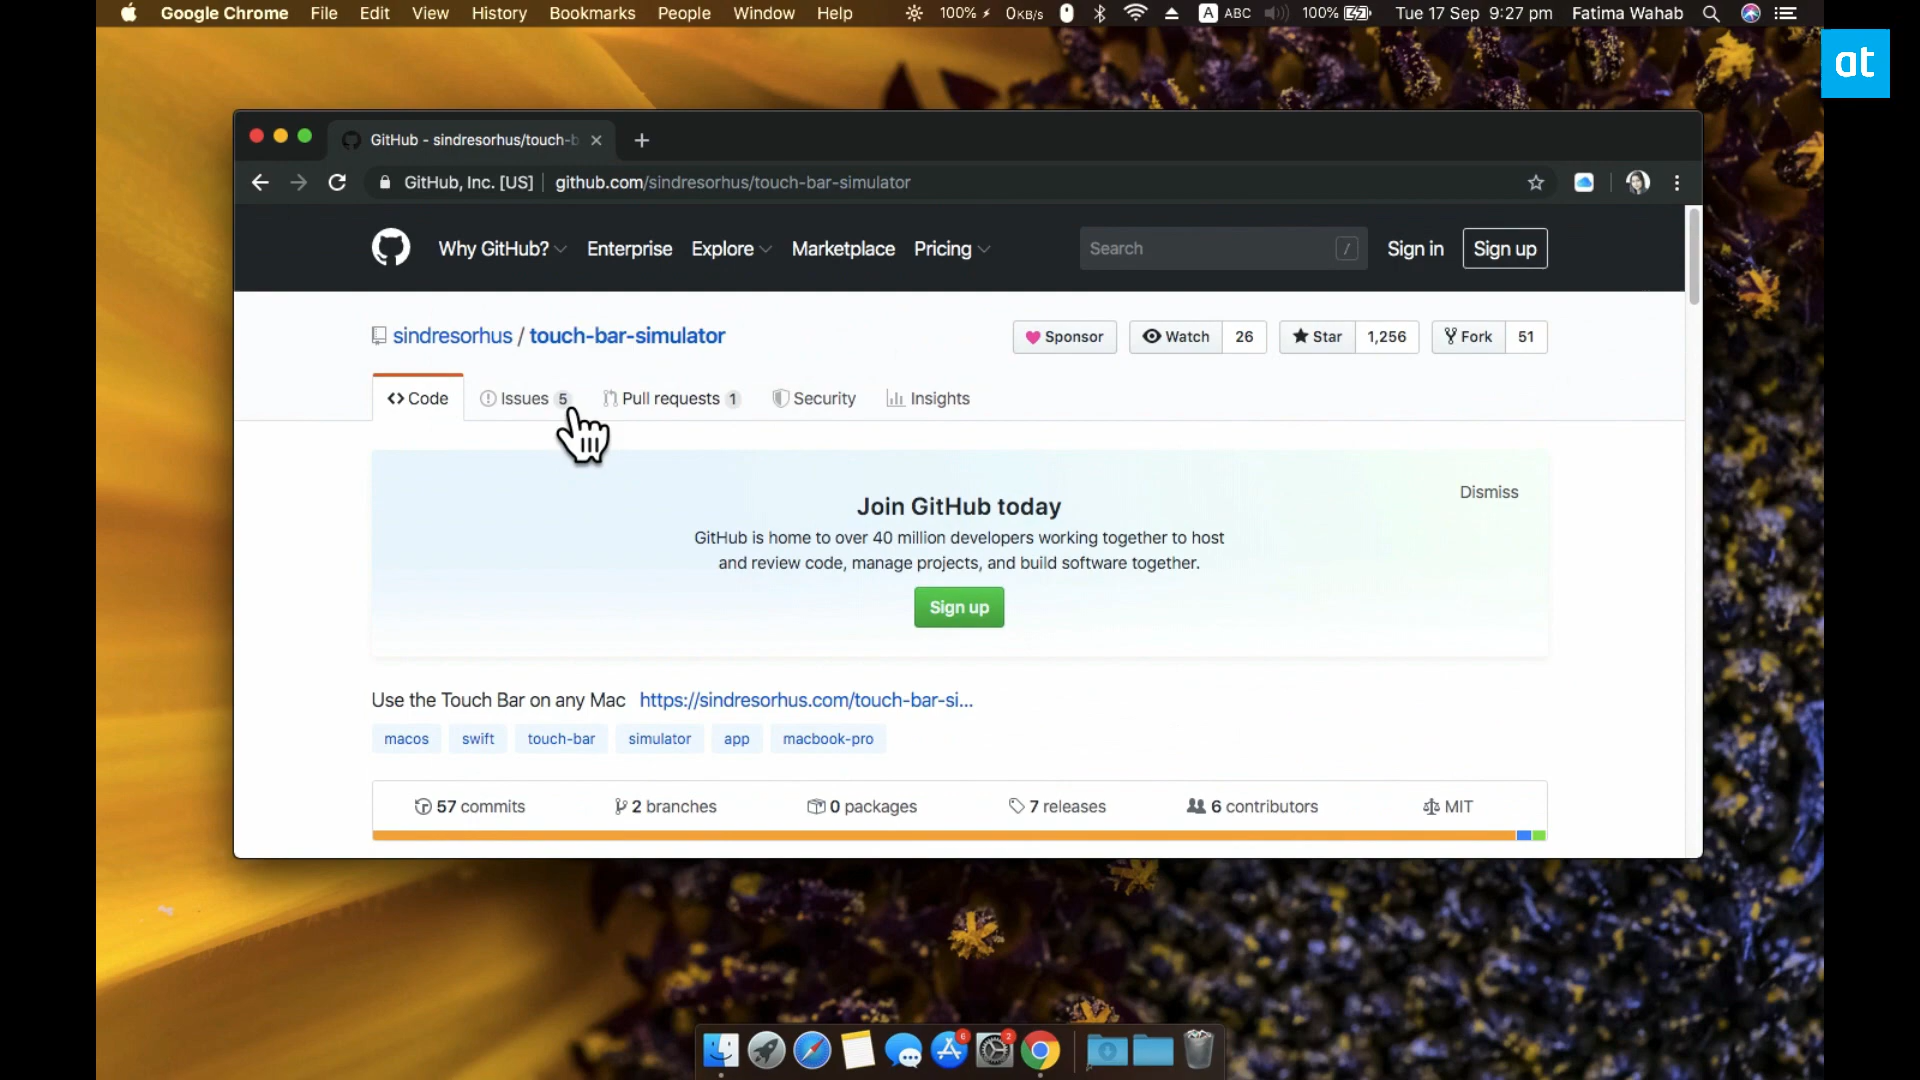 Google Chrome File Edit View History Bookmarks People Window Help 100% 0KB/s A ABC 100% Tue 17 Sep 9:27 pm Fatima Wahab
at
GitHub - sindresorhus/touch-b
GitHub, Inc. [US] github.com/sindresorhus/touch-bar-simulator
Why GitHub? Enterprise Explore Marketplace Pricing Search / Sign in Sign up
sindresorhus / touch-bar-simulator Sponsor Watch 26 Star 1,256 Fork 51
Code Issues 5 Pull requests 1 Security Insights
Dismiss
Join GitHub today
GitHub is home to over 40 million developers working together to host
and review code, manage projects, and build software together.
Sign up
Use the Touch Bar on any Mac https://sindresorhus.com/touch-bar-si...
macos swift touch-bar simulator app macbook-pro
57 commits 2 branches 0 packages 7 releases 6 contributors MIT